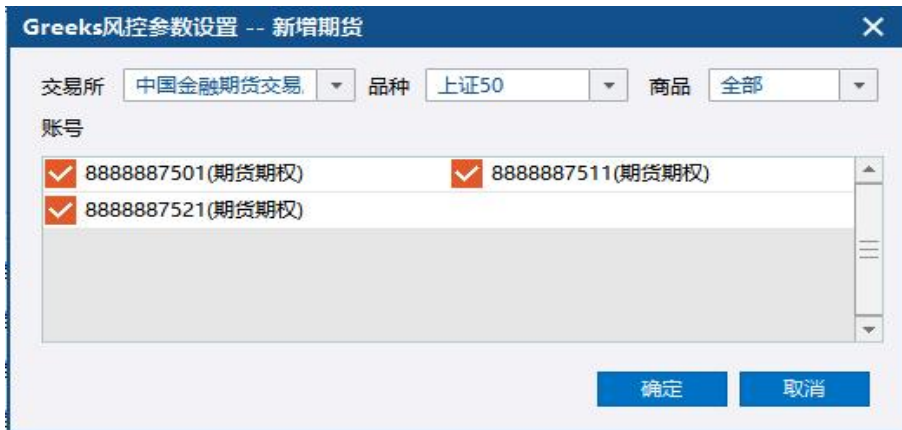 Greeks风控参数设置 -- 新增期货
交易所 中国金融期货交易. 品种 上证50 商品 全部
账号
8888887501(期货期权) 8888887511(期货期权)
8888887521(期货期权)
确定 取消